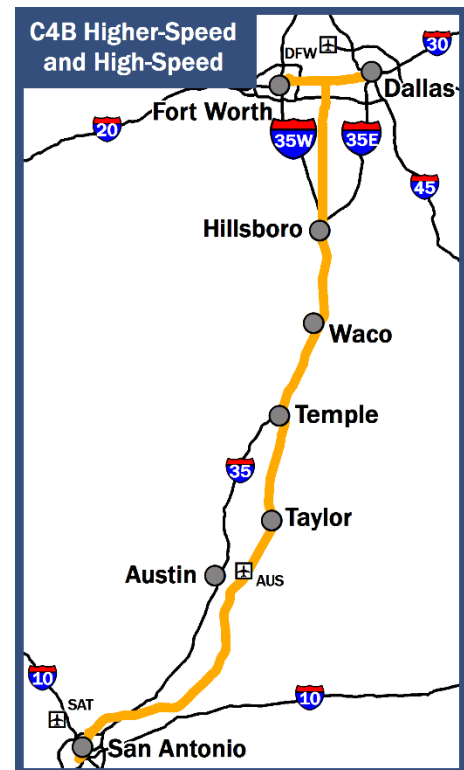 C4B Higher-Speed
and High-Speed
DFW
30
Fort Worth
Dallas
20
35W
35E
45
Hillsboro
Waco
Temple
35
Taylor
Austin
AUS
10
SAT
10
San Antonio